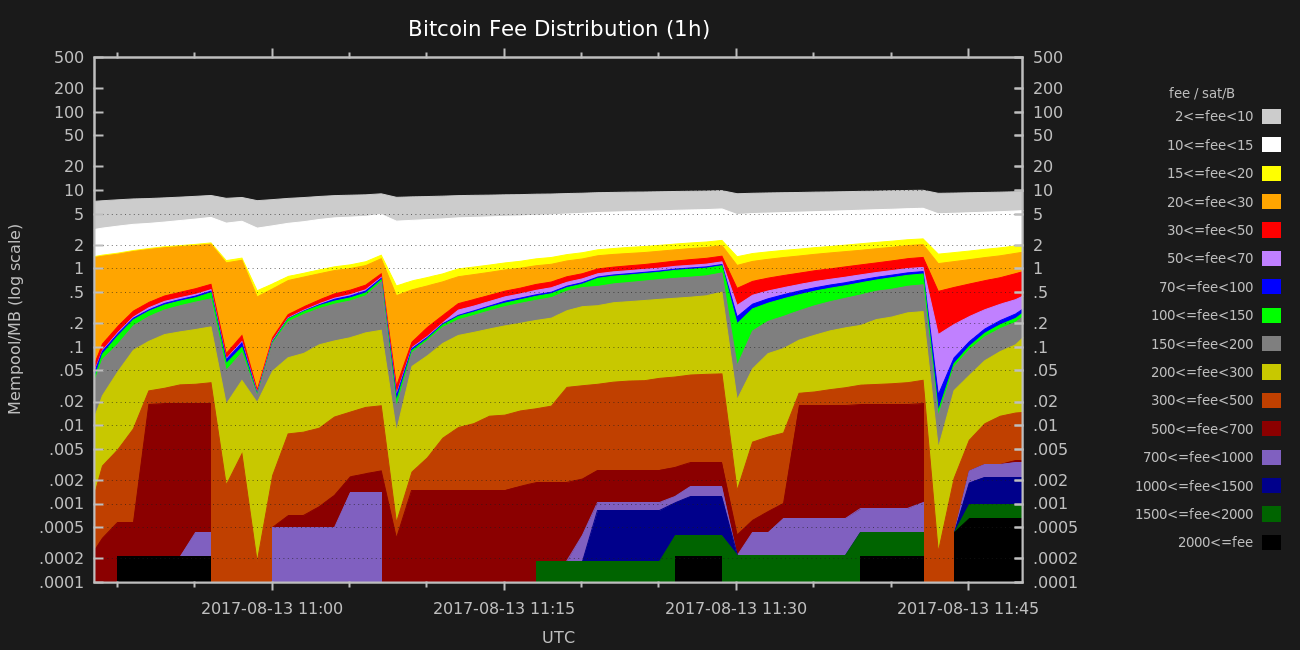 Bitcoin Fee Distribution (1h)
Mempool/MB (log scale)
500
200
100
50
20
10
5
2
1
.5
.2
.1
.05
.02
.01
.005
.002
.001
.0005
.0002
.0001
500
200
100
50
20
10
5
2
1
.5
.2
.1
.05
.02
.01
.005
.002
.001
.0005
.0002
.0001
2017-08-13 11:00
2017-08-13 11:15
2017-08-13 11:30
2017-08-13 11:45
UTC
fee / sat/B
2<=fee<10
10<=fee<15
15<=fee<20
20<=fee<30
30<=fee<50
50<=fee<70
70<=fee<100
100<=fee<150
150<=fee<200
200<=fee<300
300<=fee<500
500<=fee<700
700<=fee<1000
1000<=fee<1500
1500<=fee<2000
2000<=fee